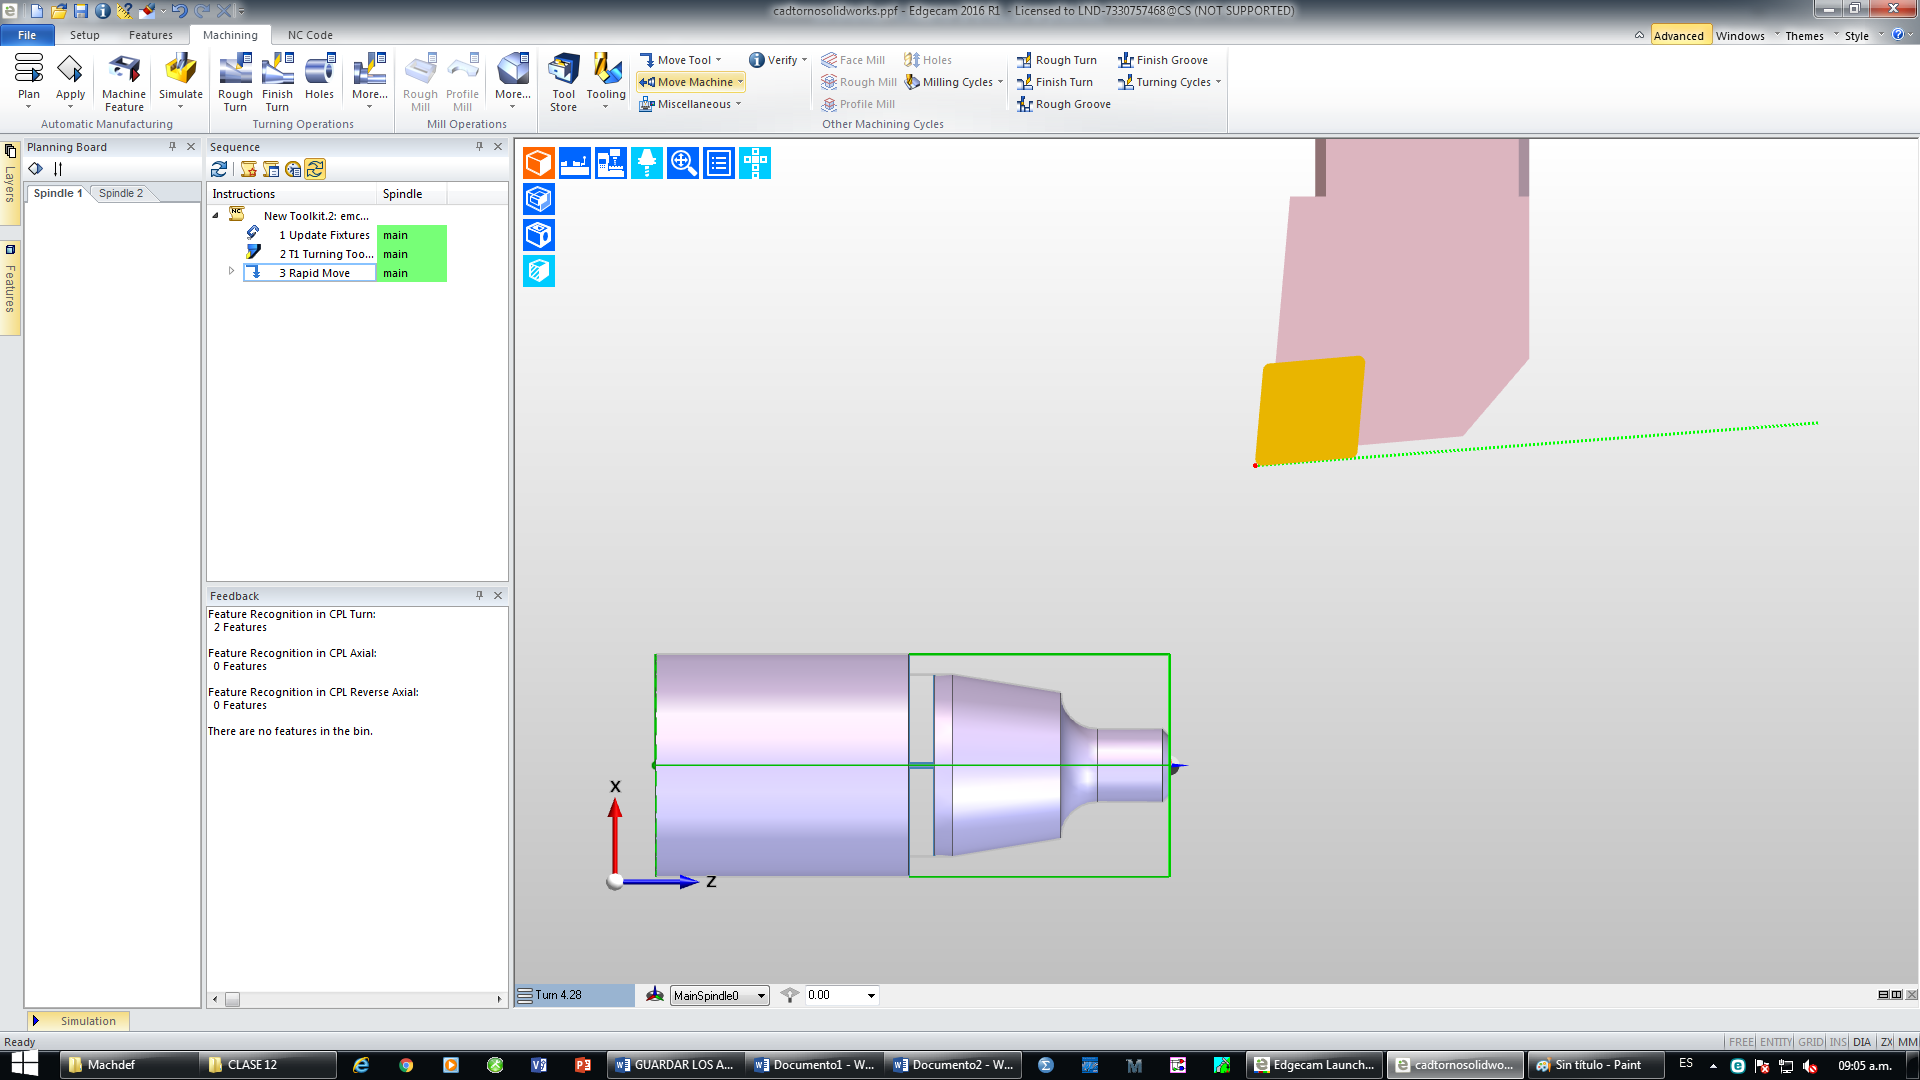 cadtornosolidworks.ppf - Edgecam 2016 R1 - Licensed to LND-7330757468@CS (NOT SUPPORTED)
File Setup Features Machining NC Code Advanced Windows Themes Style
Plan Apply Machine Feature Simulate Rough Turn Finish Turn Holes More... Rough Mill Profile Mill More... Tool Store Tooling
Move Tool Verify Face Mill Holes Rough Turn Finish Groove
Move Machine Rough Mill Milling Cycles Finish Turn Turning Cycles
Miscellaneous Profile Mill Rough Groove
Automatic Manufacturing Turning Operations Mill Operations Other Machining Cycles
Planning Board Sequence
Layers
Features
Spindle 1 Spindle 2
Instructions Spindle
New Toolkit.2: emc...
1 Update Fixtures main
2 T1 Turning Too... main
3 Rapid Move main
Feedback
Feature Recognition in CPL Turn:
2 Features
Feature Recognition in CPL Axial:
0 Features
Feature Recognition in CPL Reverse Axial:
0 Features
There are no features in the bin.
X
Z
Turn 4.28 MainSpindle0 0.00
Simulation
Ready FREE ENTITY GRID INS DIA ZX MM
Machdef CLASE 12 GUARDAR LOS A... Documento1 - W... Documento2 - W... Edgecam Launch... cadtornosolidwo... Sin título - Paint ES 09:05 a.m.